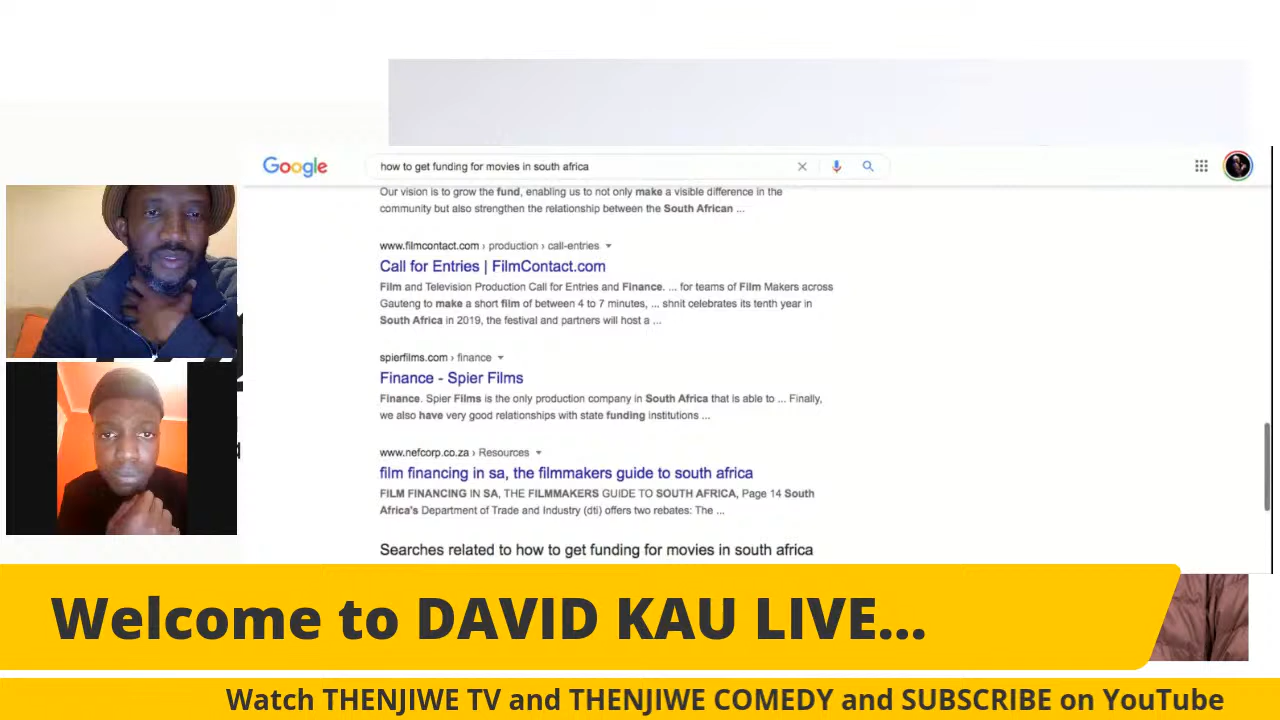 Google
how to get funding for movies in south africa
Our vision is to grow the fund, enabling us to not only make a visible difference in the
community but also strengthen the relationship between the South African ...
www.filmcontact.com › production › call-entries
Call for Entries | FilmContact.com
Film and Television Production Call for Entries and Finance. ... for teams of Film Makers across
Gauteng to make a short film of between 4 to 7 minutes, ... shnit celebrates its tenth year in
South Africa in 2019, the festival and partners will host a ...
spierfilms.com › finance
Finance - Spier Films
Finance. Spier Films is the only production company in South Africa that is able to ... Finally,
we also have very good relationships with state funding institutions ...
www.nefcorp.co.za › Resources
film financing in sa, the filmmakers guide to south africa
FILM FINANCING IN SA, THE FILMMAKERS GUIDE TO SOUTH AFRICA, Page 14 South
Africa's Department of Trade and Industry (dti) offers two rebates: The ...
Searches related to how to get funding for movies in south africa
Welcome to DAVID KAU LIVE...
Watch THENJIWE TV and THENJIWE COMEDY and SUBSCRIBE on YouTube